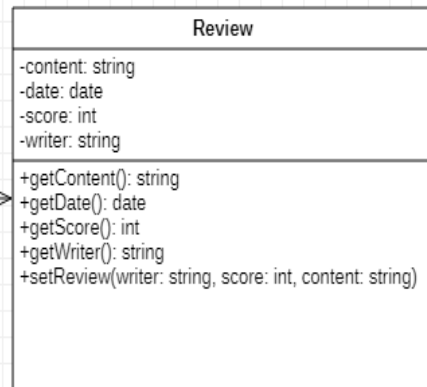 Review
-content: string
-date: date
-score: int
-writer: string
+getContent(): string
+getDate(): date
+getScore(): int
+getWriter(): string
+setReview(writer: string, score: int, content: string)